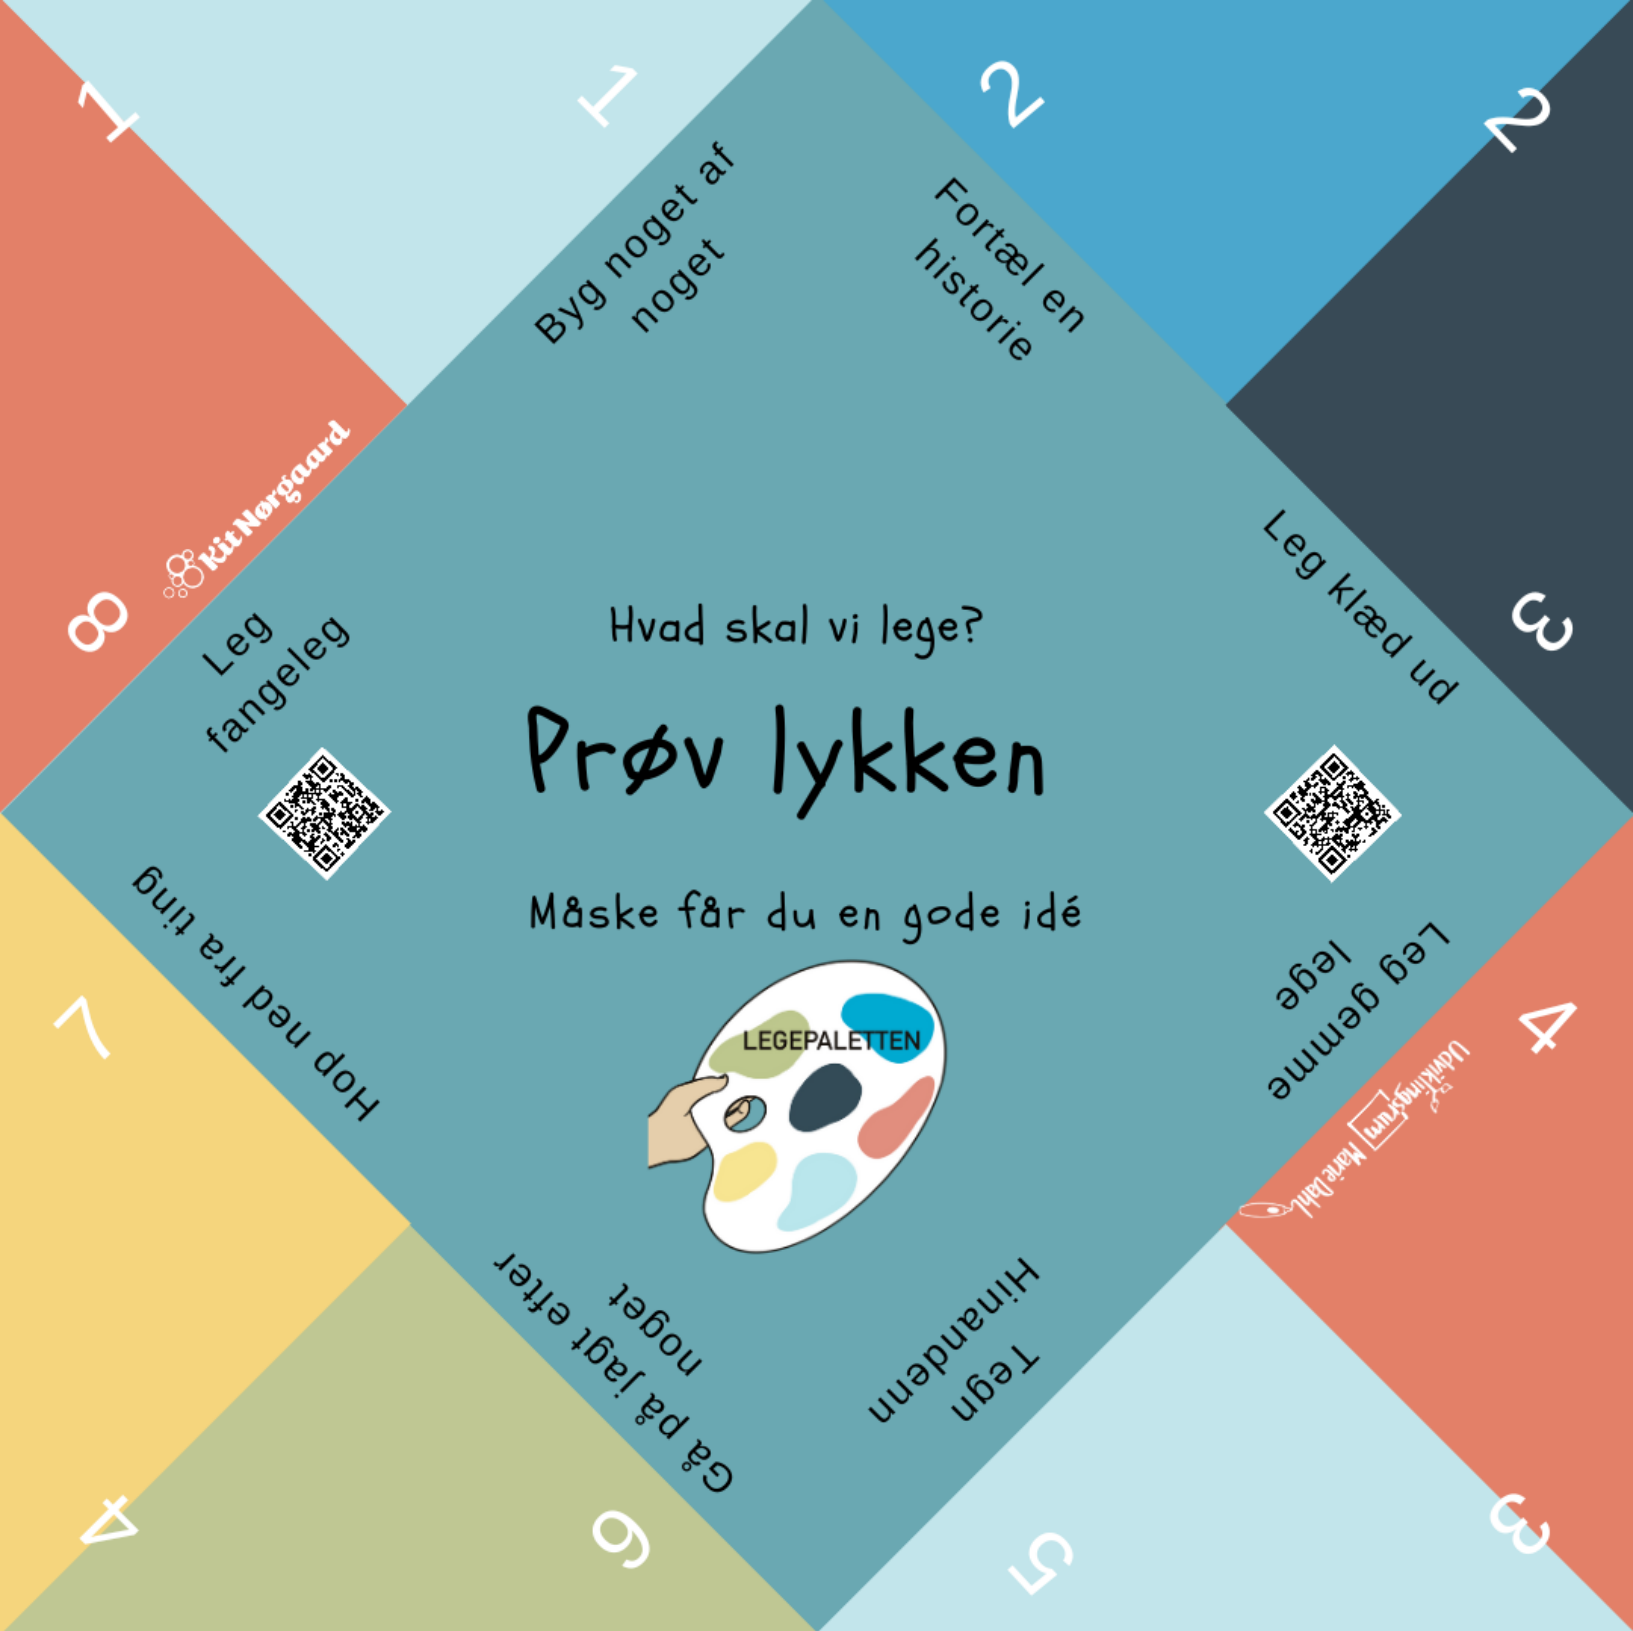 1
1
2
2
Byg noget af
noget
Fortæl en
historie
KitNørgaard
8
Leg
fangeleg
Leg klæd ud
3
Hvad skal vi lege?
Prøv lykken
Måske får du en gode idé
LEGEPALETTEN
Hop ned fra ting
7
Leg gemme
lege
4
Udviklingsrum
Marie Dahl
Gå på jagt efter
noget
Tegn
Hinandenn
4
6
5
3